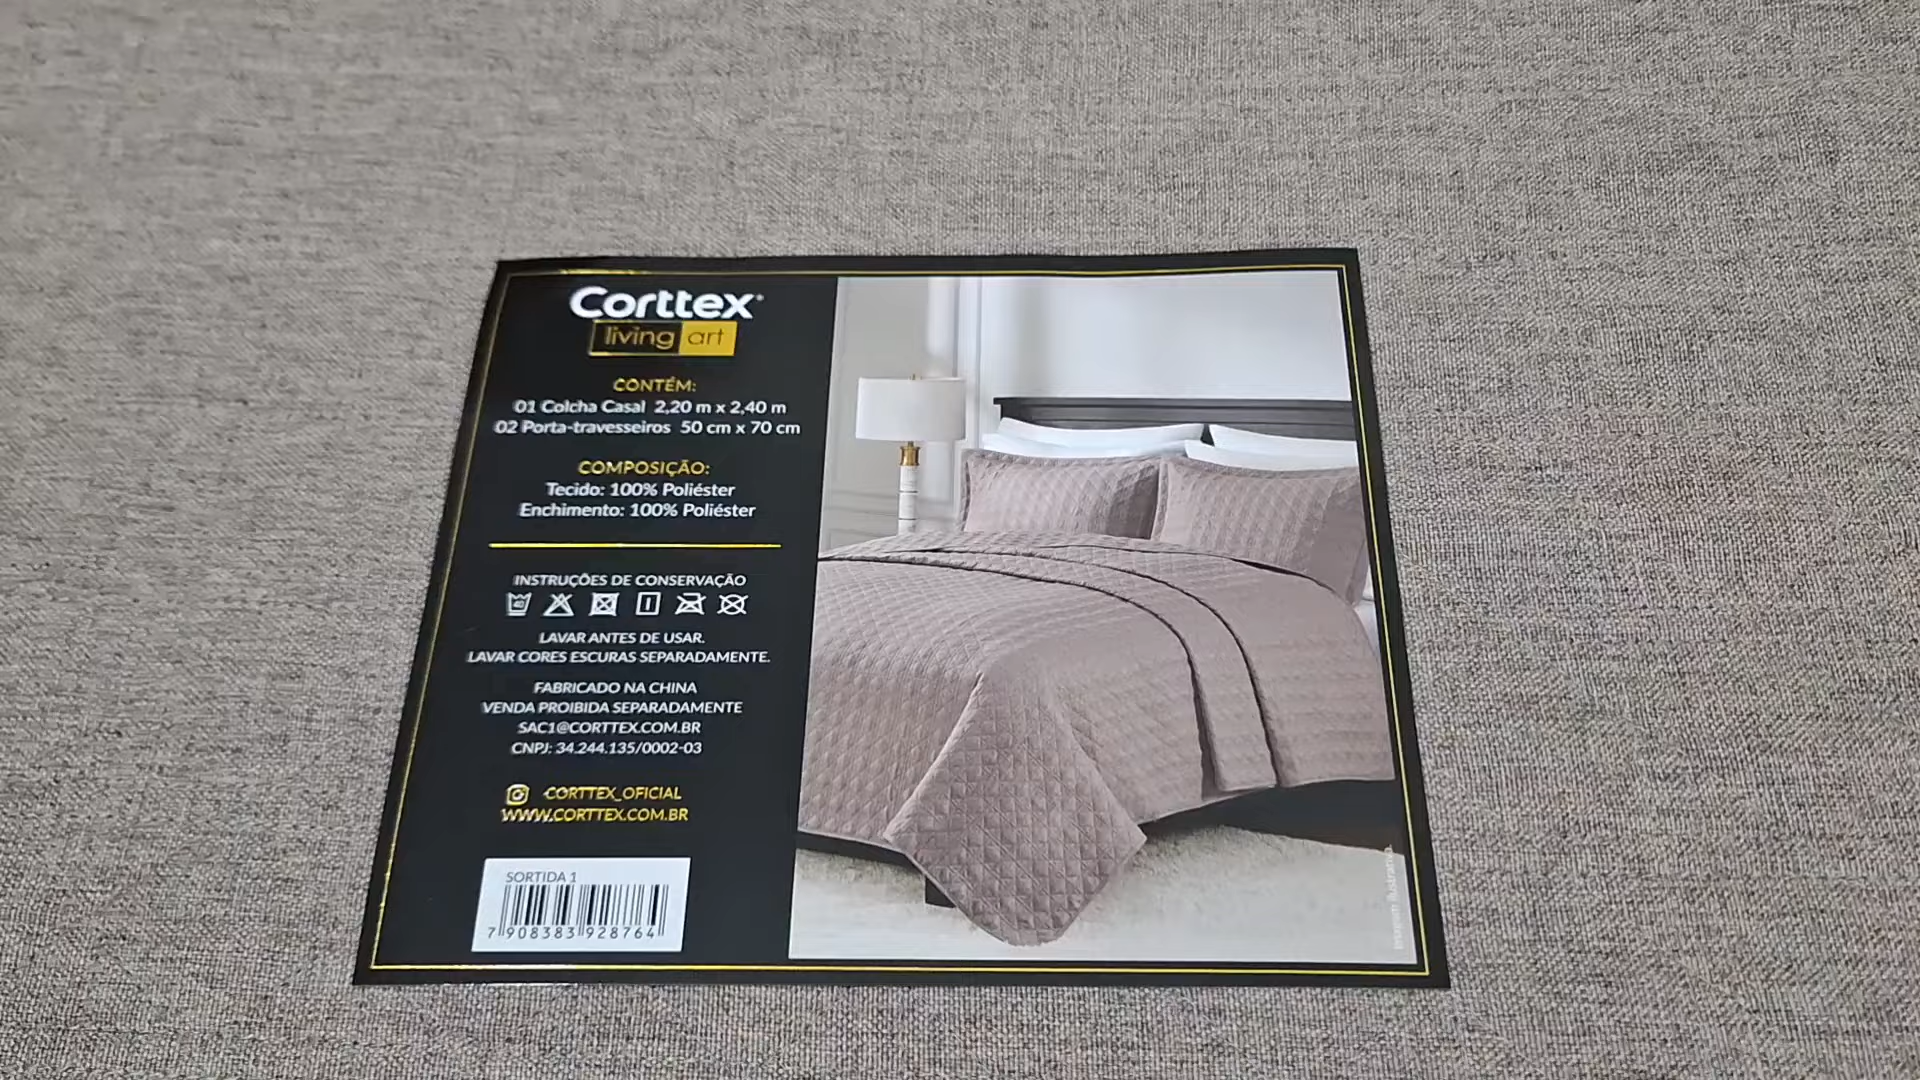 Corttex®
living art
CONTÉM:
01 Colcha Casal 2,20 m x 2,40 m
02 Porta-travesseiros 50 cm x 70 cm
COMPOSIÇÃO:
Tecido: 100% Poliéster
Enchimento: 100% Poliéster
INSTRUÇÕES DE CONSERVAÇÃO
LAVAR ANTES DE USAR.
LAVAR CORES ESCURAS SEPARADAMENTE.
FABRICADO NA CHINA
VENDA PROIBIDA SEPARADAMENTE
SAC1@CORTTEX.COM.BR
CNPJ: 34.244.135/0002-03
CORTTEX_OFICIAL
WWW.CORTTEX.COM.BR
SORTIDA 1
7 908383 928764
Imagem ilustrativa.